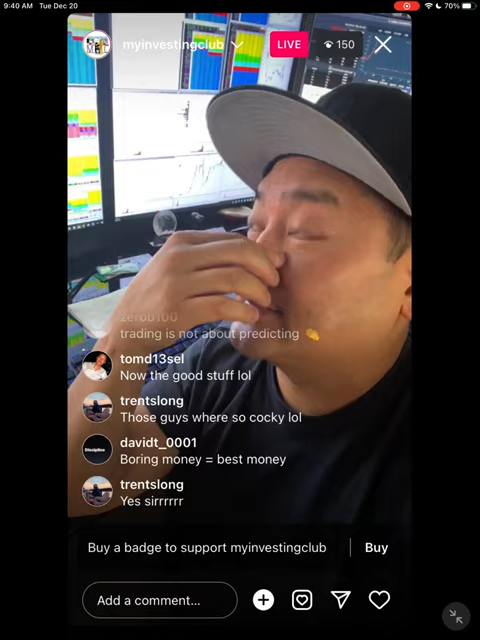 9:40 AM Tue Dec 20
70%
myinvestingclub
LIVE
150
zerob100
trading is not about predicting
tomd13sel
Now the good stuff lol
trentslong
Those guys where so cocky lol
Discipline
davidt_0001
Boring money = best money
trentslong
Yes sirrrrrr
Buy a badge to support myinvestingclub
Buy
Add a comment...